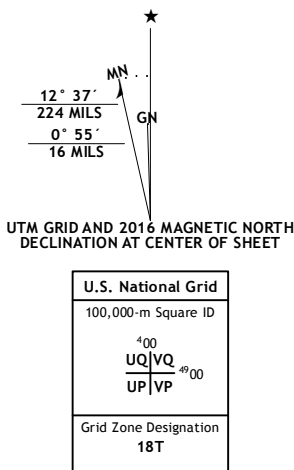 ★
MN
GN
12° 37´
224 MILS
0° 55´
16 MILS
UTM GRID AND 2016 MAGNETIC NORTH
DECLINATION AT CENTER OF SHEET
U.S. National Grid
100,000-m Square ID
⁴00
UQ VQ
⁴⁹00
UP VP
Grid Zone Designation
18T